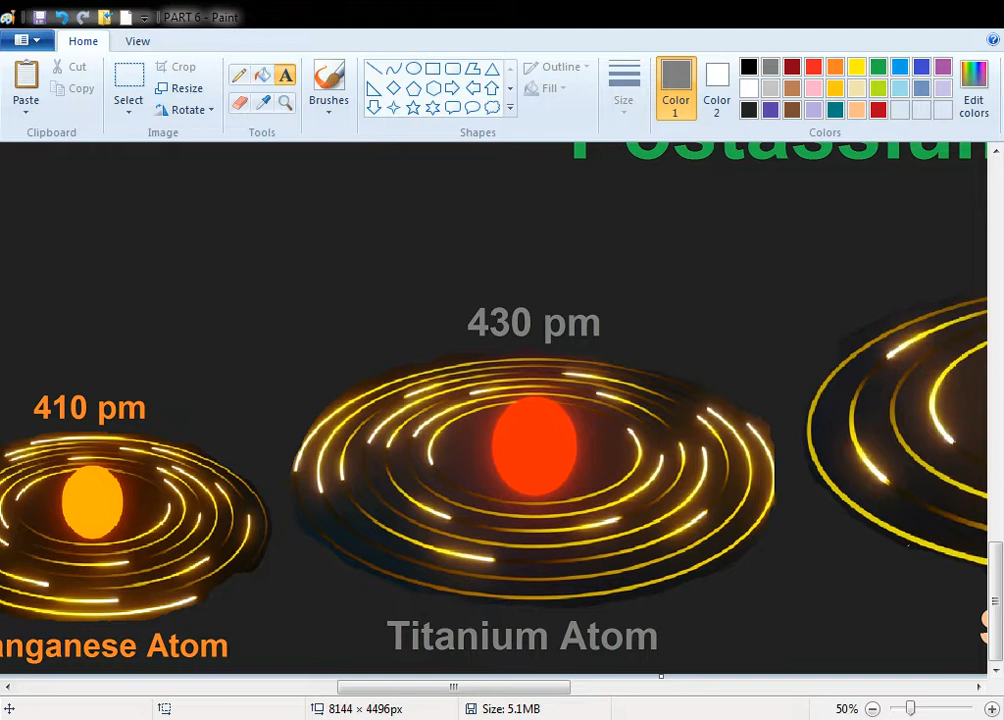 PART 6 - Paint
Home View
Paste
Cut
Copy
Select
Crop
Resize
Rotate
A
Brushes
Outline
Fill
Size
Color
1
Color
2
Edit
colors
Clipboard
Image
Tools
Shapes
Colors
Postassium
430 pm
410 pm
Titanium Atom
anganese Atom
8144 × 4496px
Size: 5.1MB
50%